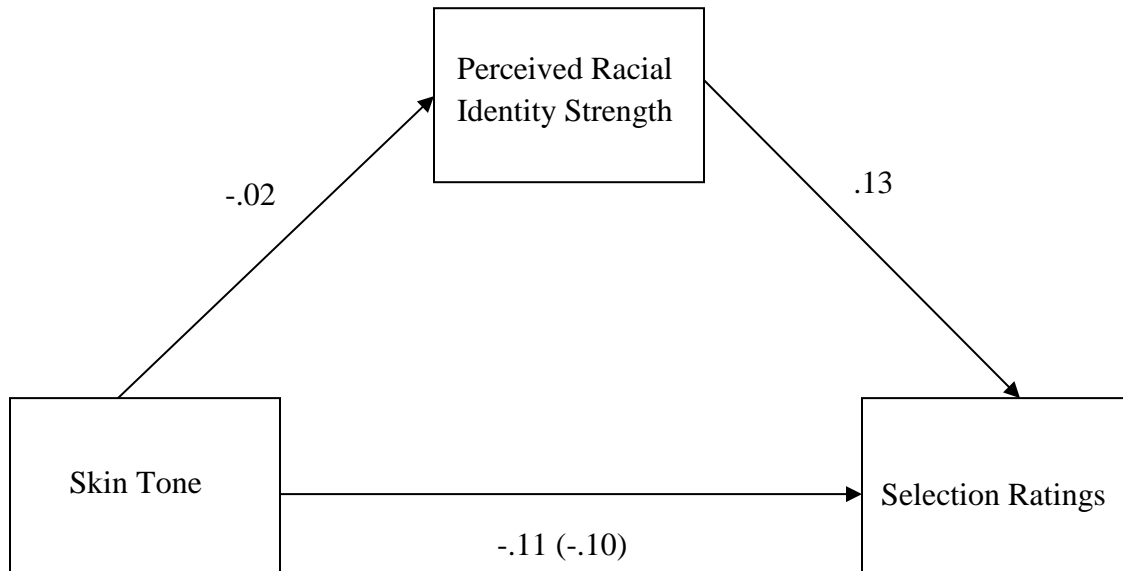 Perceived Racial
Identity Strength
-.02
.13
Skin Tone
Selection Ratings
-.11 (-.10)